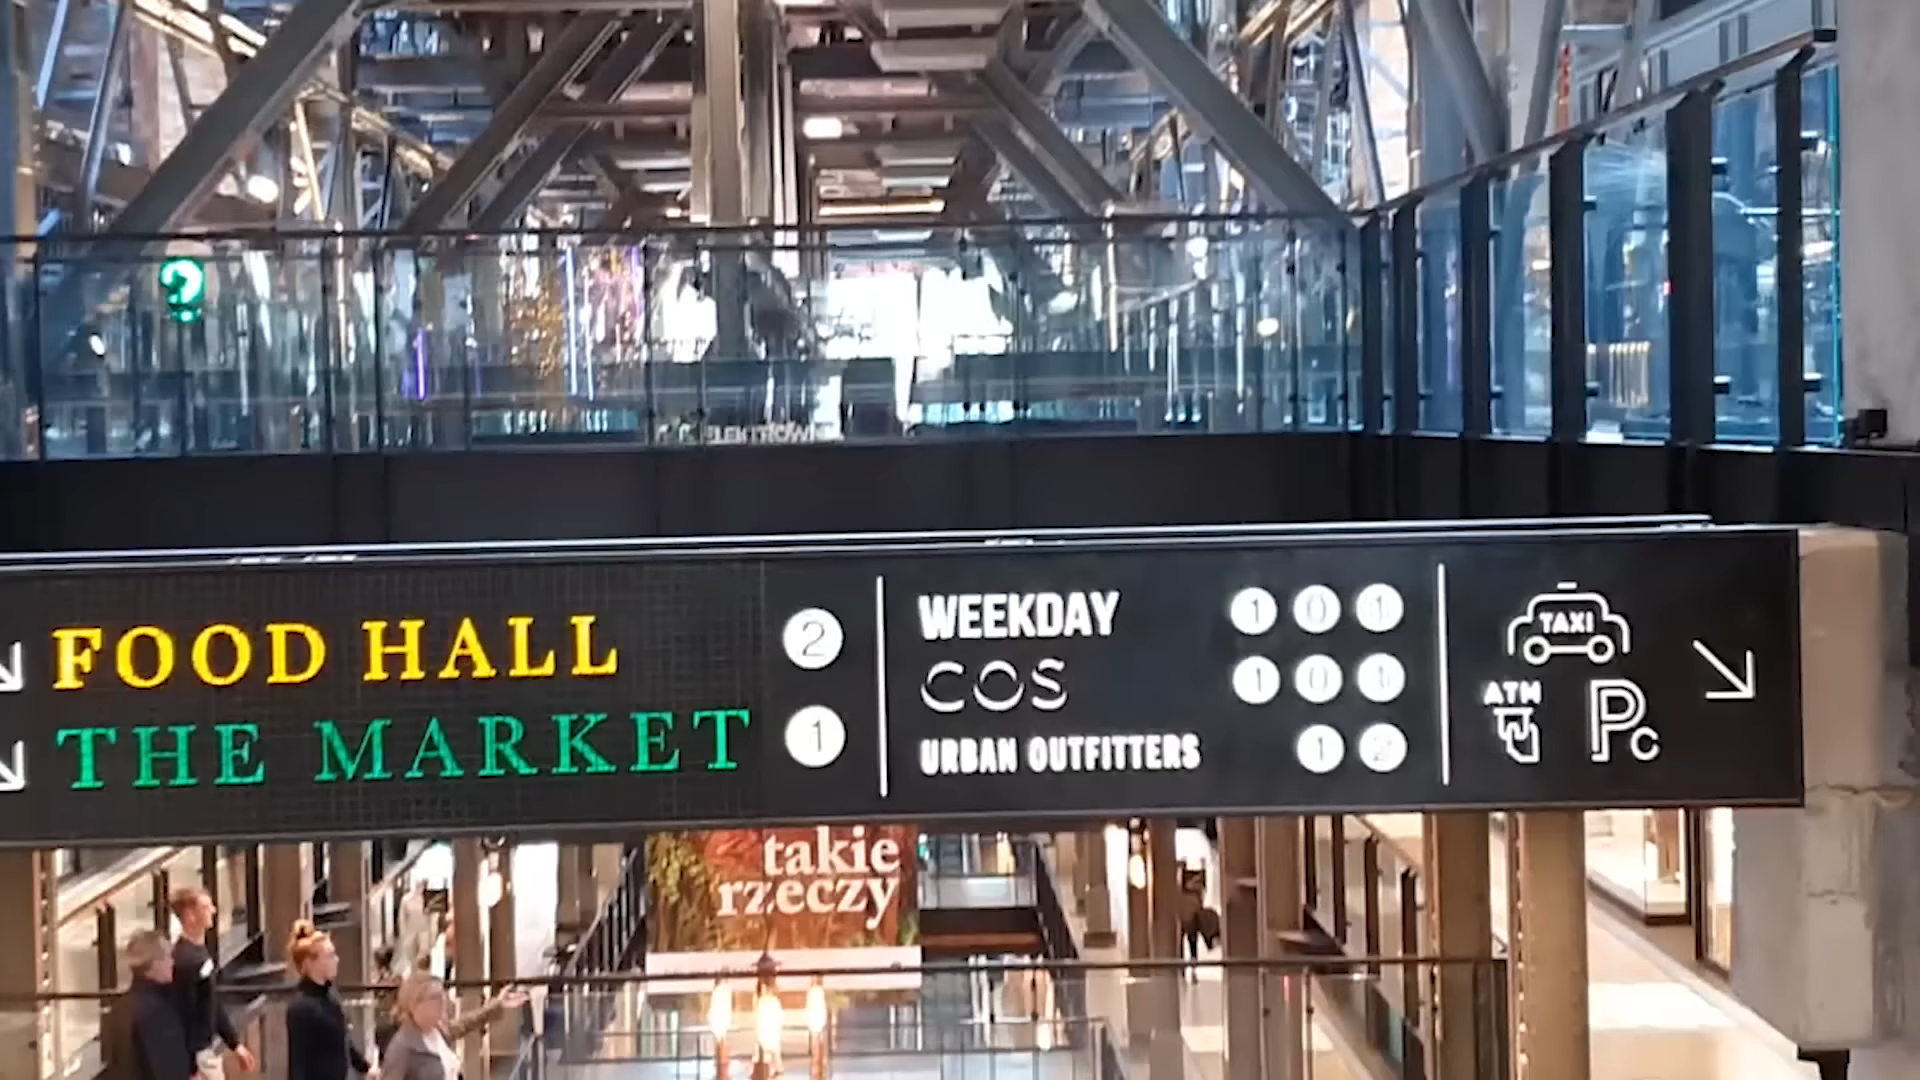 ELEKTROWNI
FOOD HALL 2
THE MARKET 1
WEEKDAY 1 0 1
COS 1 0 1
URBAN OUTFITTERS 1 2
TAXI
ATM
Pc
takie
rzeczy